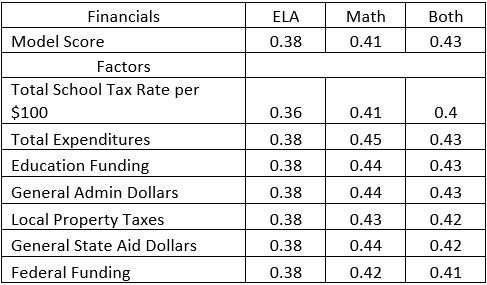 Financials ELA Math Both
Model Score 0.38 0.41 0.43
Factors
Total School Tax Rate per
$100 0.36 0.41 0.4
Total Expenditures 0.38 0.45 0.43
Education Funding 0.38 0.44 0.43
General Admin Dollars 0.38 0.44 0.43
Local Property Taxes 0.38 0.43 0.42
General State Aid Dollars 0.38 0.44 0.42
Federal Funding 0.38 0.42 0.41